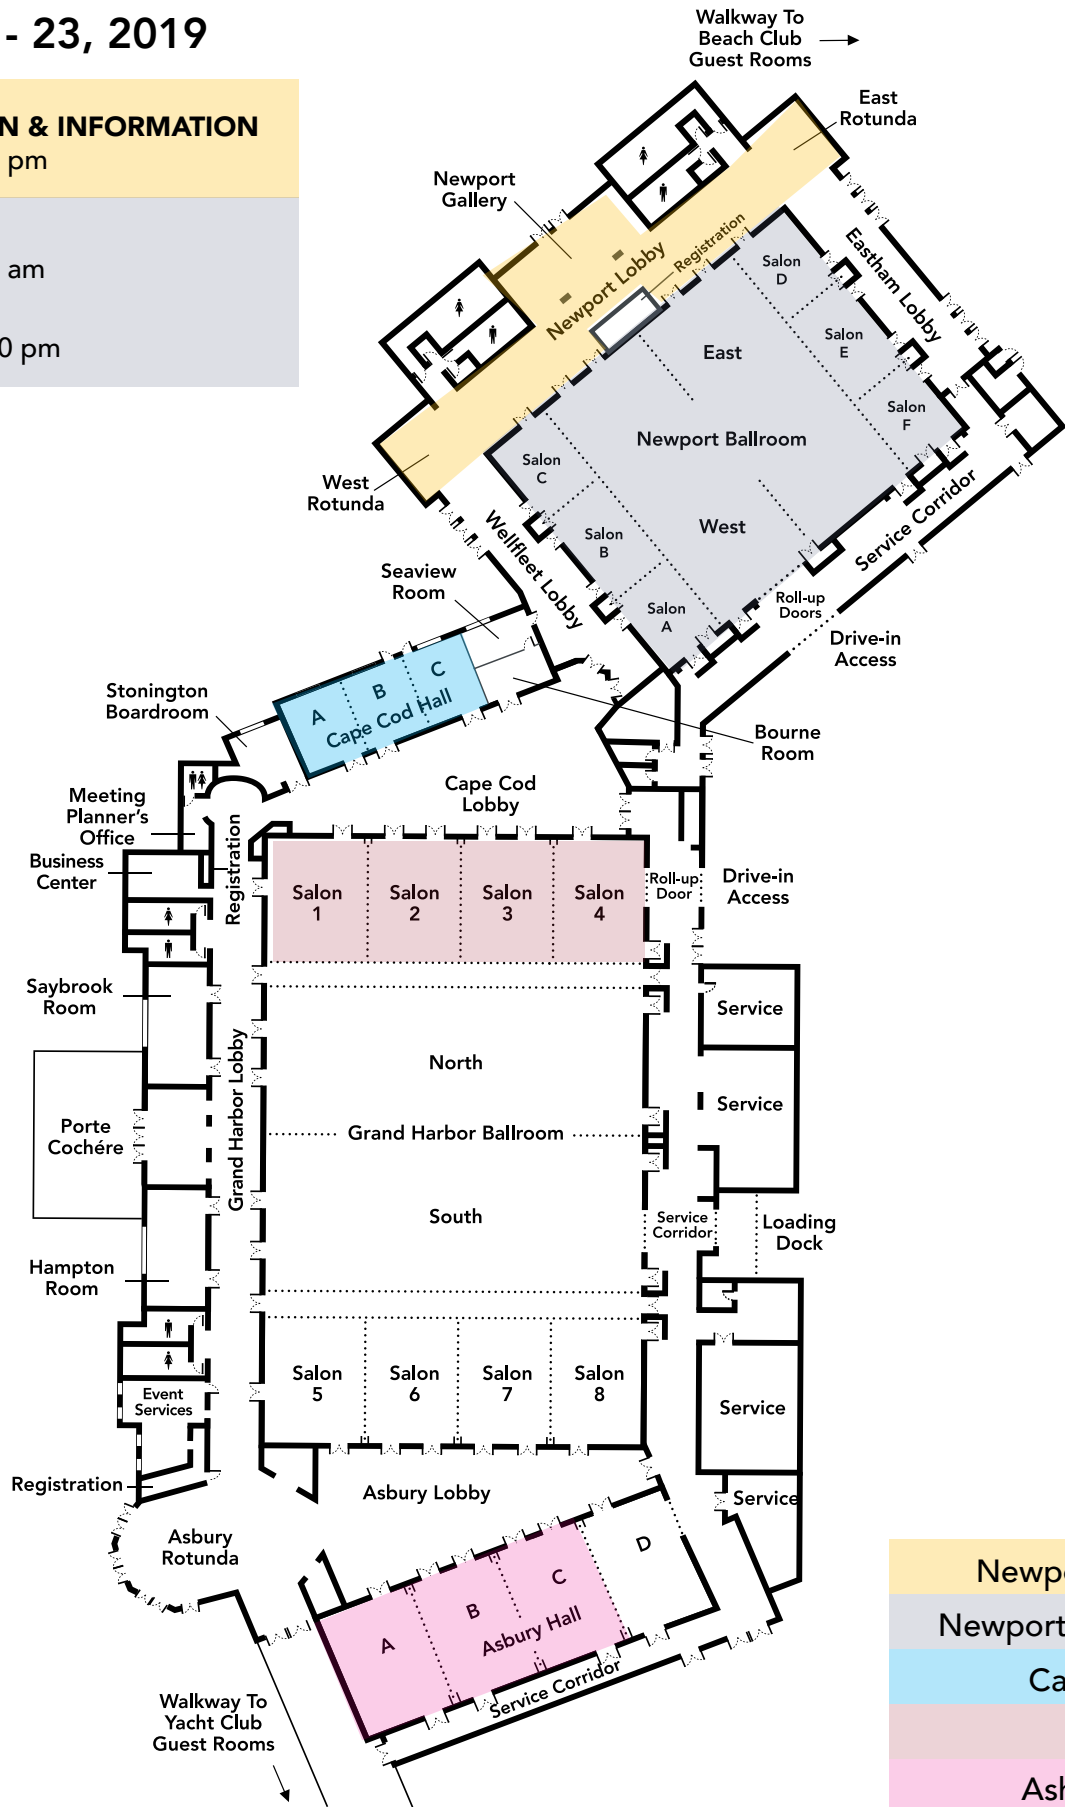 - 23, 2019
N & INFORMATION
pm
am
0 pm
Walkway To
Beach Club
Guest Rooms
East
Rotunda
Newport
Gallery
Newport Lobby
Registration
Eastham Lobby
Salon
D
Salon
E
Salon
F
East
Newport Ballroom
West
Salon
C
Salon
B
Salon
A
West
Rotunda
Wellfleet Lobby
Service Corridor
Roll-up
Doors
Drive-in
Access
Seaview
Room
Stonington
Boardroom
A
B
C
Cape Cod Hall
Bourne
Room
Cape Cod
Lobby
Meeting
Planner's
Office
Business
Center
Registration
Salon
1
Salon
2
Salon
3
Salon
4
Roll-up
Door
Drive-in
Access
Saybrook
Room
Grand Harbor Lobby
Service
North
Service
Porte
Cochére
Grand Harbor Ballroom
South
Service
Corridor
Loading
Dock
Hampton
Room
Salon
5
Salon
6
Salon
7
Salon
8
Event
Services
Service
Registration
Asbury Lobby
Service
Asbury
Rotunda
A
B
C
D
Asbury Hall
Service Corridor
Walkway To
Yacht Club
Guest Rooms
Newpo
Newport
Ca
Ash